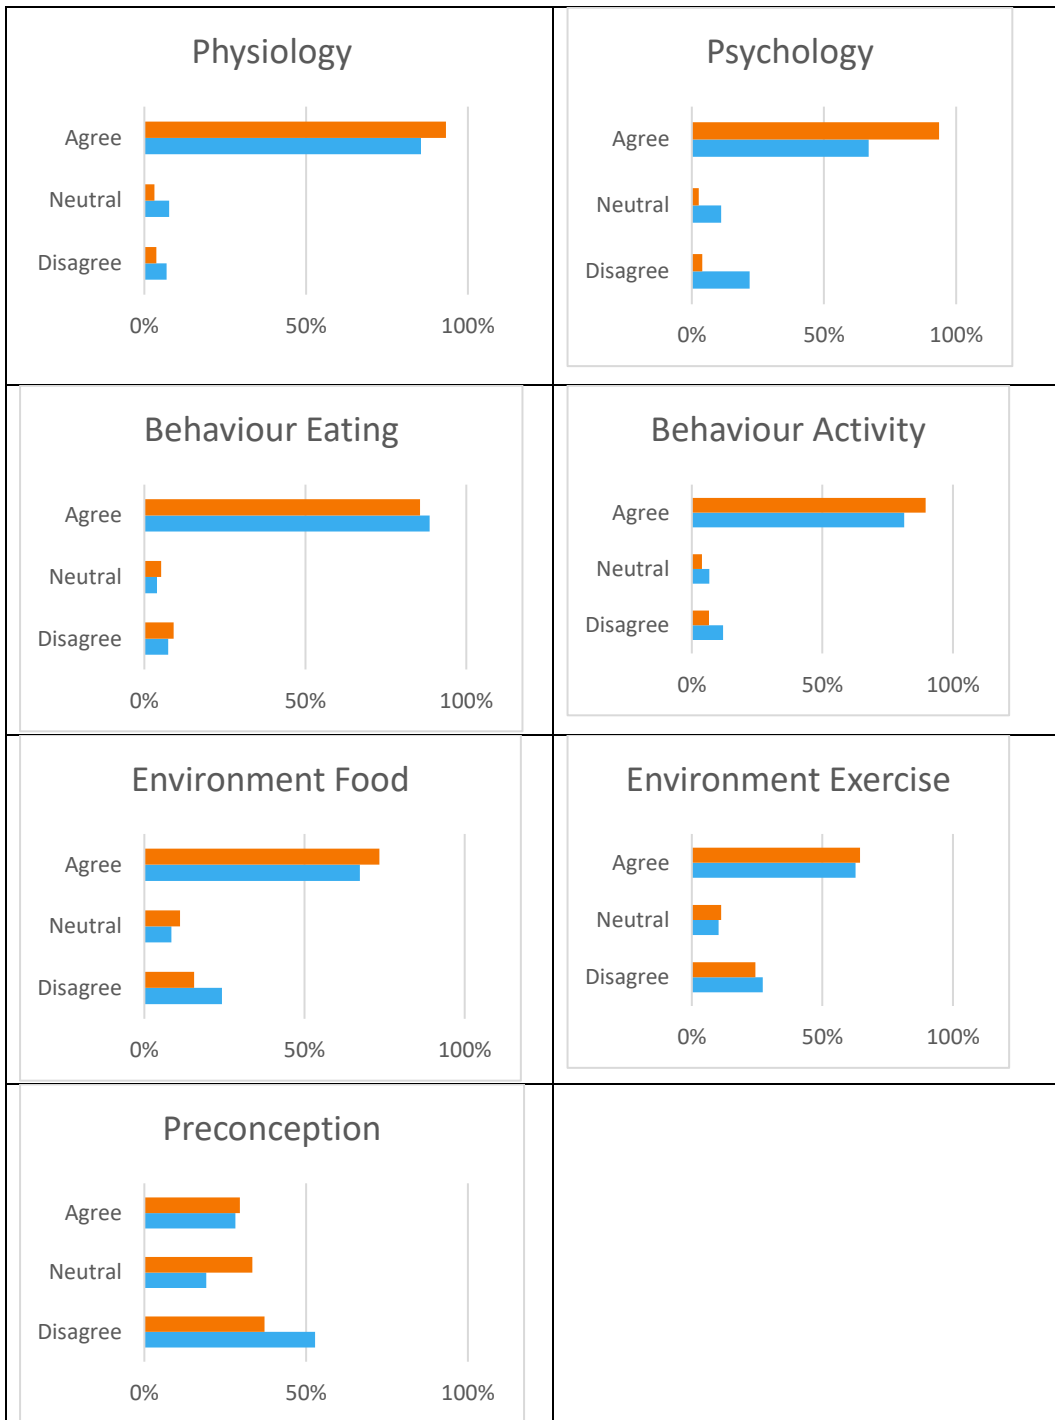 Physiology
Agree
Neutral
Disagree
0% 50% 100%
Psychology
Agree
Neutral
Disagree
0% 50% 100%
Behaviour Eating
Agree
Neutral
Disagree
0% 50% 100%
Behaviour Activity
Agree
Neutral
Disagree
0% 50% 100%
Environment Food
Agree
Neutral
Disagree
0% 50% 100%
Environment Exercise
Agree
Neutral
Disagree
0% 50% 100%
Preconception
Agree
Neutral
Disagree
0% 50% 100%